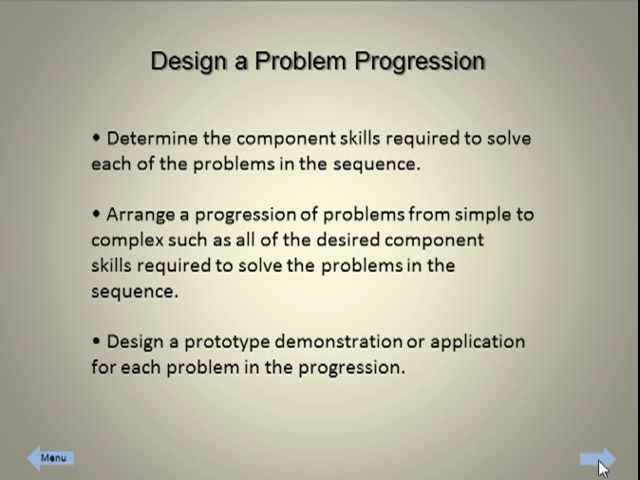 Design a Problem Progression
• Determine the component skills required to solve
each of the problems in the sequence.
• Arrange a progression of problems from simple to
complex such as all of the desired component
skills required to solve the problems in the
sequence.
• Design a prototype demonstration or application
for each problem in the progression.
Menu